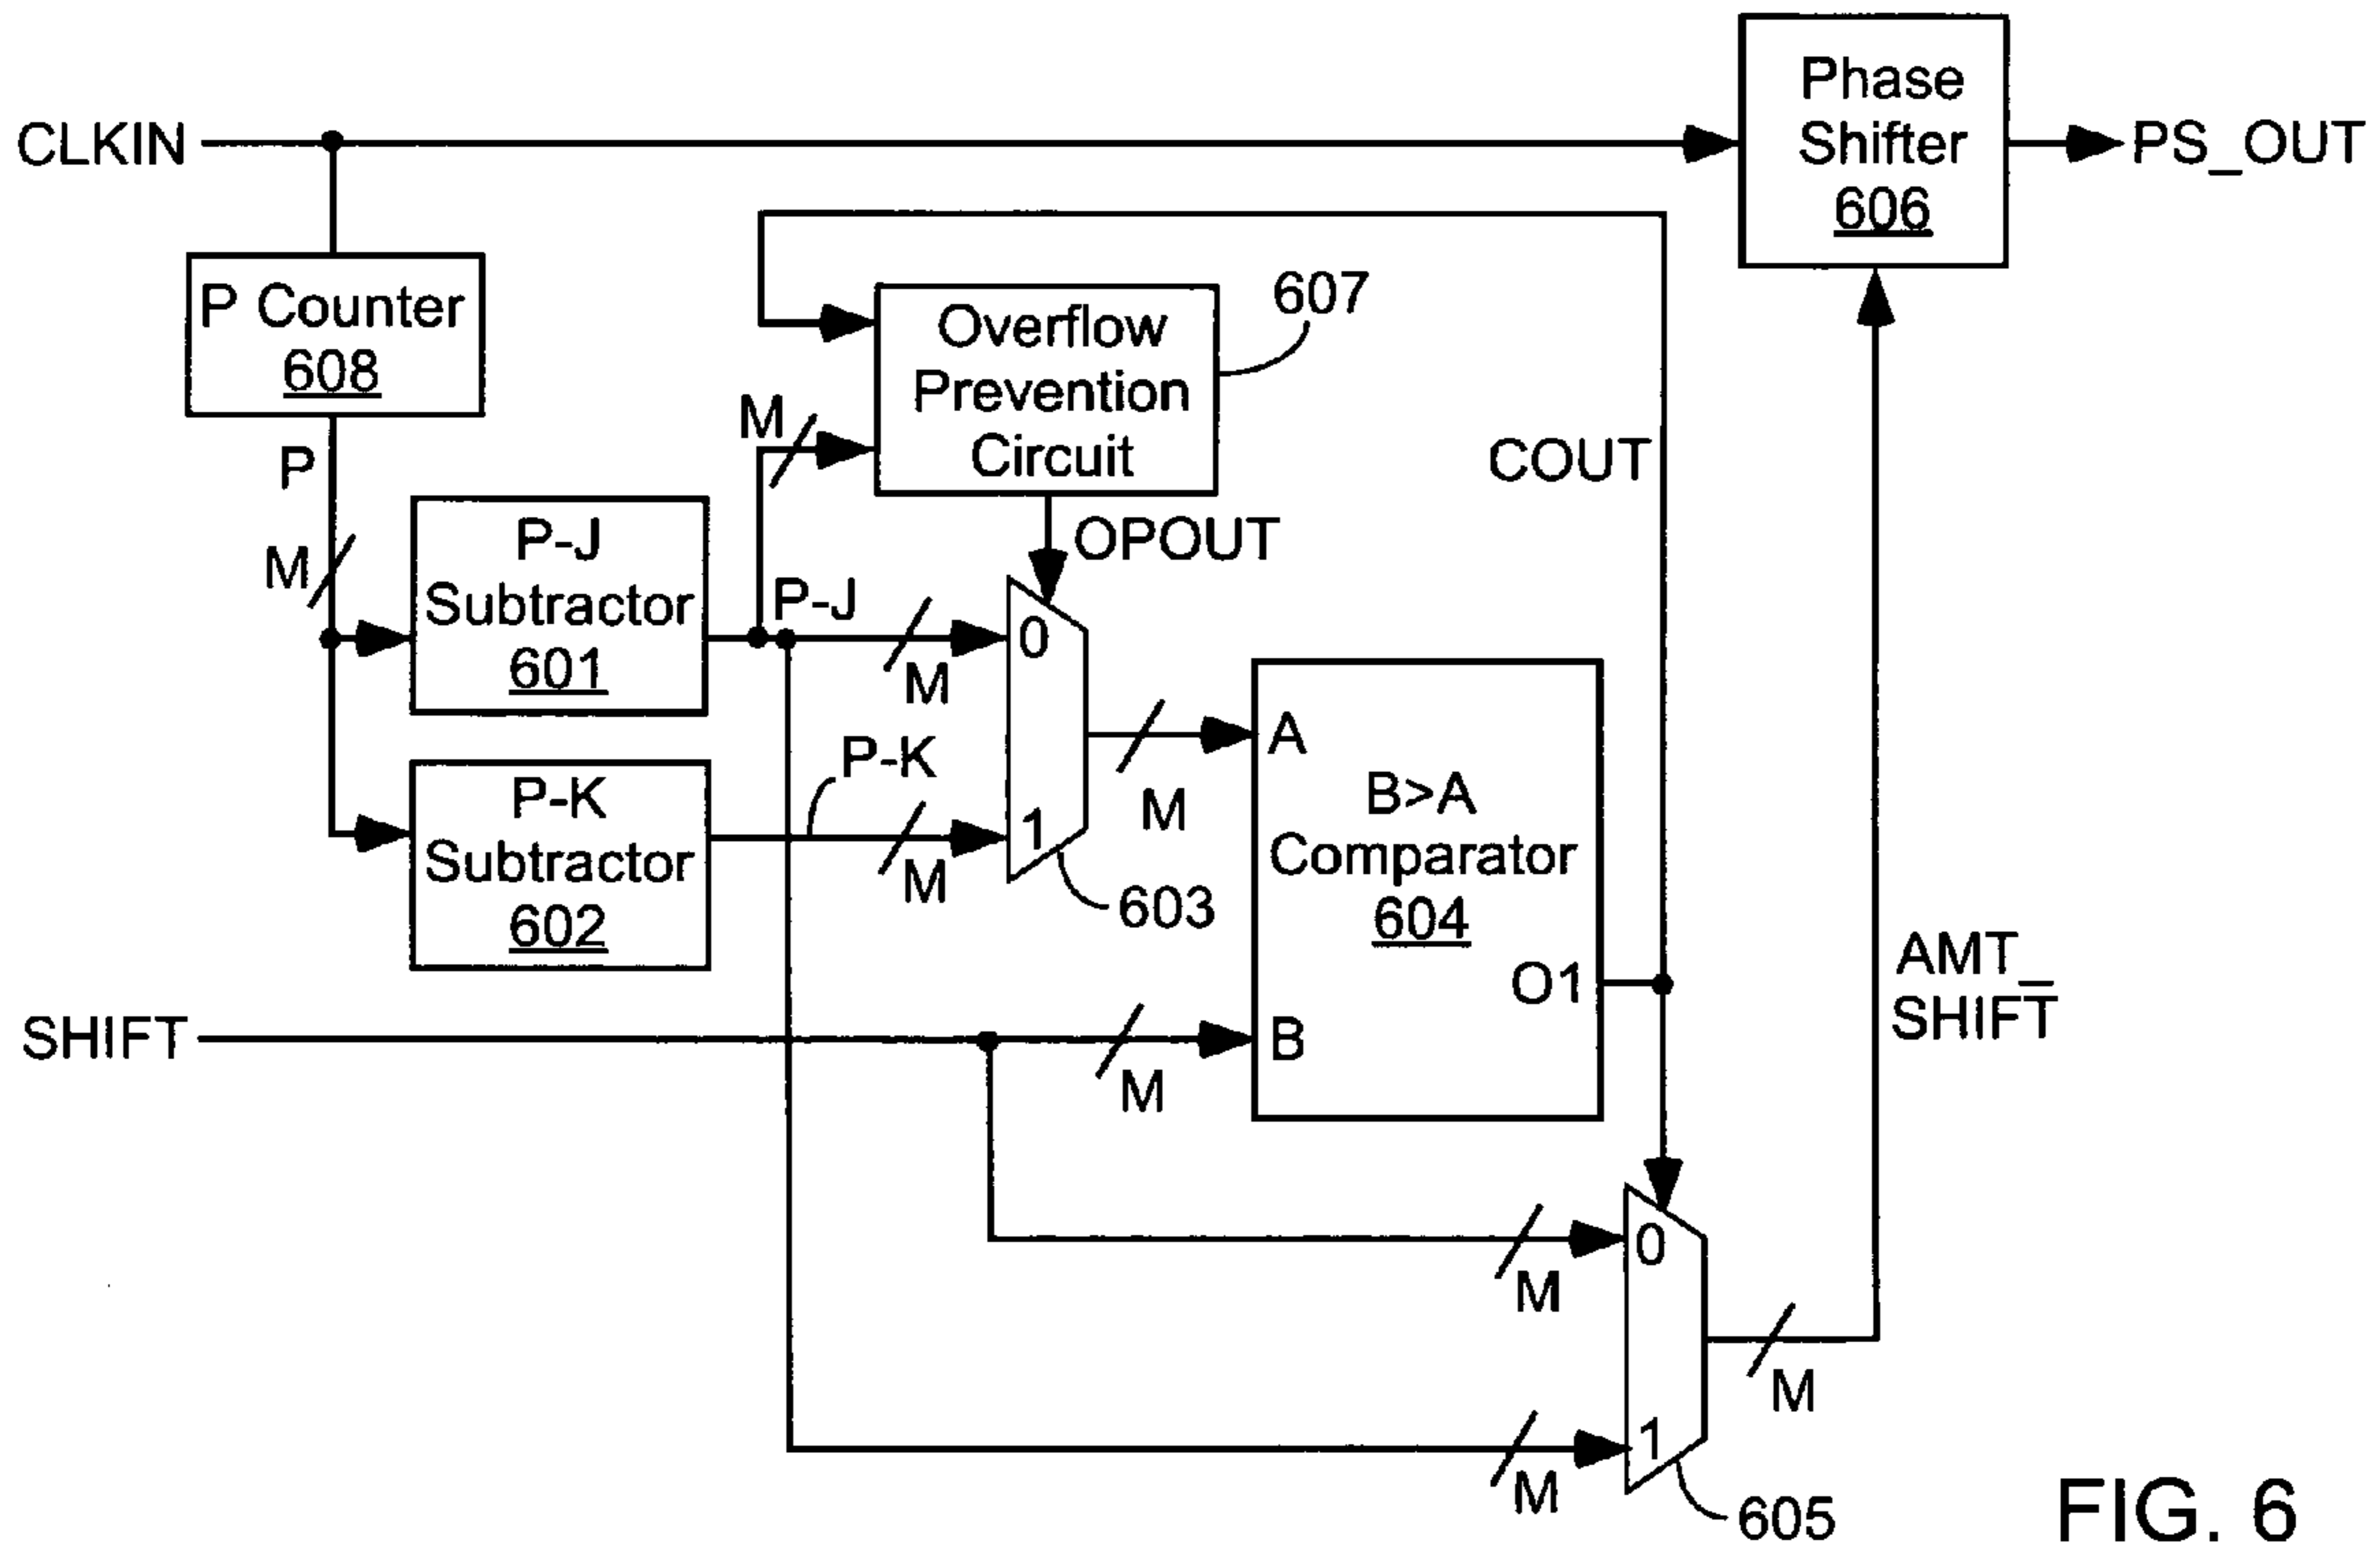 Phase
Shifter
606
CLKIN
PS_OUT
P Counter
608
Overflow
Prevention
Circuit
607
M
COUT
P
M
OPOUT
P-J
Subtractor
601
P-J
M
0
P-K
Subtractor
602
P-K
M
1
603
M
A
B>A
Comparator
604
O1
B
AMT_
SHIFT
SHIFT
M
0
M
M
1
M
605
FIG. 6